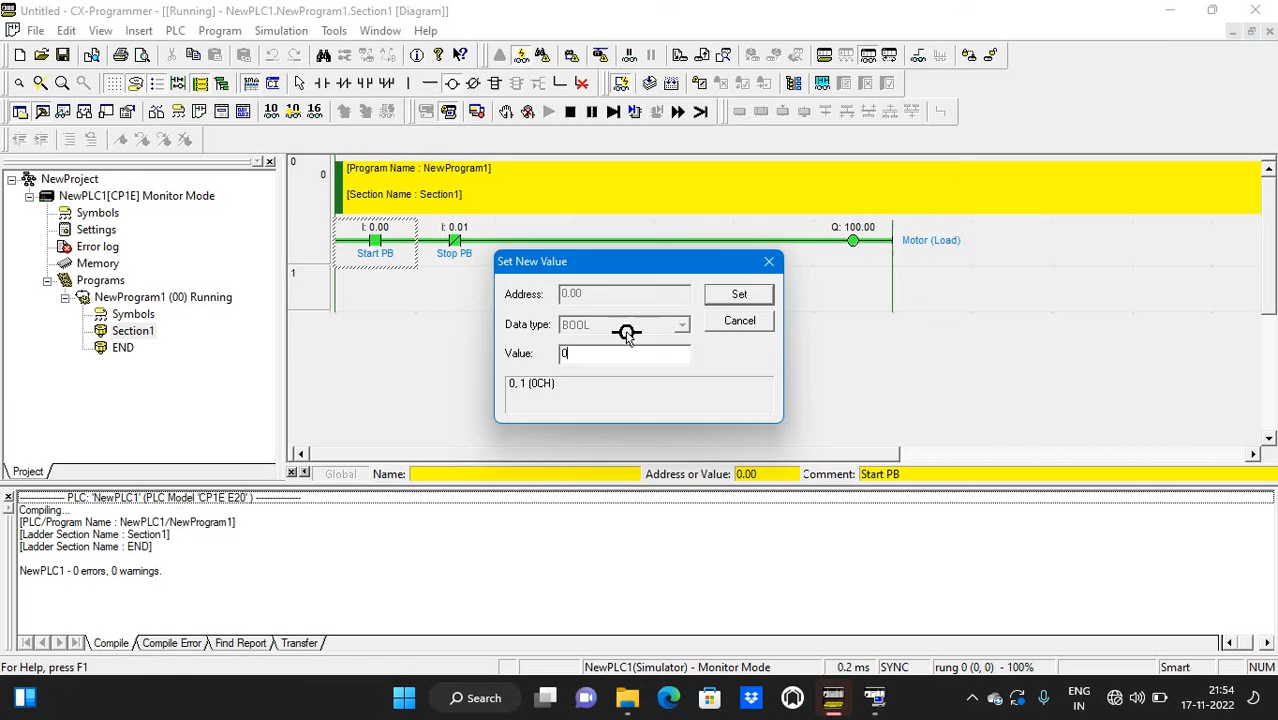 Untitled - CX-Programmer - [[Running] - NewPLC1.NewProgram1.Section1 [Diagram]]
File Edit View Insert PLC Program Simulation Tools Window Help
10 10 16
NewProject
NewPLC1[CP1E] Monitor Mode
Symbols
Settings
Error log
Memory
Programs
NewProgram1 (00) Running
Symbols
Section1
END
Project
0
0
[Program Name : NewProgram1]
[Section Name : Section1]
I: 0.00 I: 0.01 Q: 100.00
Motor (Load)
Start PB Stop PB
1
Set New Value
Address: 0.00 Set
Data type: BOOL Cancel
Value: 0
0, 1 (0CH)
Global Name: Address or Value: 0.00 Comment: Start PB
--------------- PLC: 'NewPLC1' (PLC Model 'CP1E E20' ) ---------------
Compiling...
[PLC/Program Name : NewPLC1/NewProgram1]
[Ladder Section Name : Section1]
[Ladder Section Name : END]
NewPLC1 - 0 errors, 0 warnings.
Compile Compile Error Find Report Transfer
For Help, press F1 NewPLC1(Simulator) - Monitor Mode 0.2 ms SYNC rung 0 (0, 0) - 100% Smart NUM
Search
ENG
IN
21:54
17-11-2022